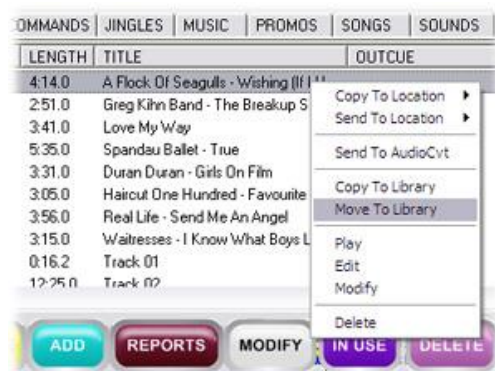 OMMANDS JINGLES MUSIC PROMOS SONGS SOUNDS
LENGTH TITLE OUTCUE
4:14.0 A Flock Of Seagulls - Wishing (If I
2:51.0 Greg Kihn Band - The Breakup S
3:41.0 Love My Way
5:35.0 Spandau Ballet - True
3:31.0 Duran Duran - Girls On Film
3:05.0 Haircut One Hundred - Favourite
3:56.0 Real Life - Send Me An Angel
3:15.0 Waitresses - I Know What Boys L
0:16.2 Track 01
12:25.0 Track 02
Copy To Location
Send To Location
Send To AudioCvt
Copy To Library
Move To Library
Play
Edit
Modify
Delete
ADD REPORTS MODIFY IN USE DELETE